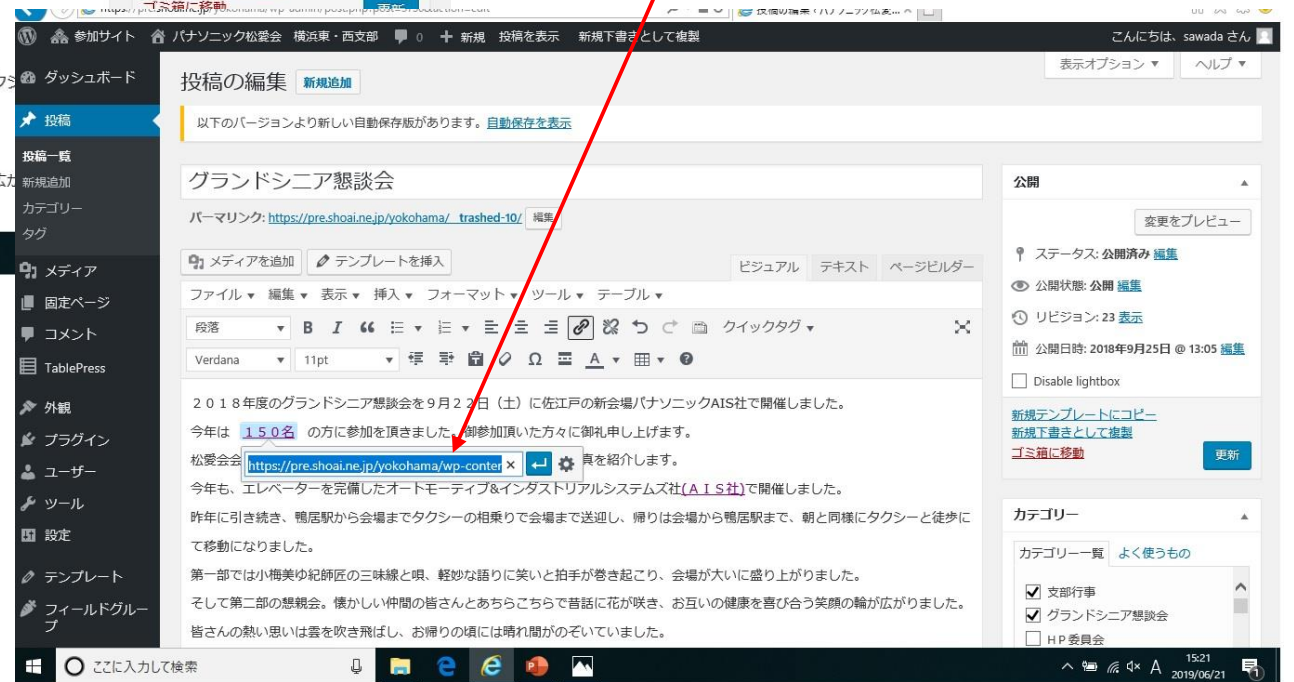 ゴミ箱に移動 更新
参加サイト パナソニック松愛会 横浜東・西支部 0 新規 投稿を表示 新規下書きとして複製 こんにちは、sawada さん
表示オプション ▼ ヘルプ ▼
ダッシュボード
投稿
投稿一覧
新規追加
カテゴリー
タグ
メディア
固定ページ
コメント
TablePress
外観
プラグイン
ユーザー
ツール
設定
テンプレート
フィールドグルー
プ
投稿の編集 新規追加
以下のバージョンより新しい自動保存版があります。自動保存を表示
グランドシニア懇談会
パーマリンク: https://pre.shoai.ne.jp/yokohama/__trashed-10/ 編集
メディアを追加 テンプレートを挿入
ビジュアル テキスト ページビルダー
ファイル ▼ 編集 ▼ 表示 ▼ 挿入 ▼ フォーマット ▼ ツール ▼ テーブル ▼
段落 ▼ B I クイックタグ ▼
Verdana ▼ 11pt ▼ Ω A
2018年度のグランドシニア懇談会を9月22日(土)に佐江戸の新会場パナソニックAIS社で開催しました。
今年は 150名 の方に参加を頂きました。御参加頂いた方々に御礼申し上げます。
松愛会会 真を紹介します。
https://pre.shoai.ne.jp/yokohama/wp-conter ×
今年も、エレベーターを完備したオートモーティブ&インダストリアルシステムズ社(AIS社)で開催しました。
昨年に引き続き、鴨居駅から会場までタクシーの相乗りで会場まで送迎し、帰りは会場から鴨居駅まで、朝と同様にタクシーと徒歩に
て移動になりました。
第一部では小梅美ゆ紀師匠の三味線と唄、軽妙な語りに笑いと拍手が巻き起こり、会場が大いに盛り上がりました。
そして第二部の懇親会。懐かしい仲間の皆さんとあちらこちらで昔話に花が咲き、お互いの健康を喜び合う笑顔の輪が広がりました。
皆さんの熱い思いは雲を吹き飛ばし、お帰りの頃には晴れ間がのぞいていました。
公開
変更をプレビュー
ステータス: 公開済み 編集
公開状態: 公開 編集
リビジョン: 23 表示
公開日時: 2018年9月25日 @ 13:05 編集
Disable lightbox
新規テンプレートにコピー
新規下書きとして複製
ゴミ箱に移動 更新
カテゴリー
カテゴリー一覧 よく使うもの
支部行事
グランドシニア懇談会
HP委員会
ここに入力して検索
A 15:21
2019/06/21